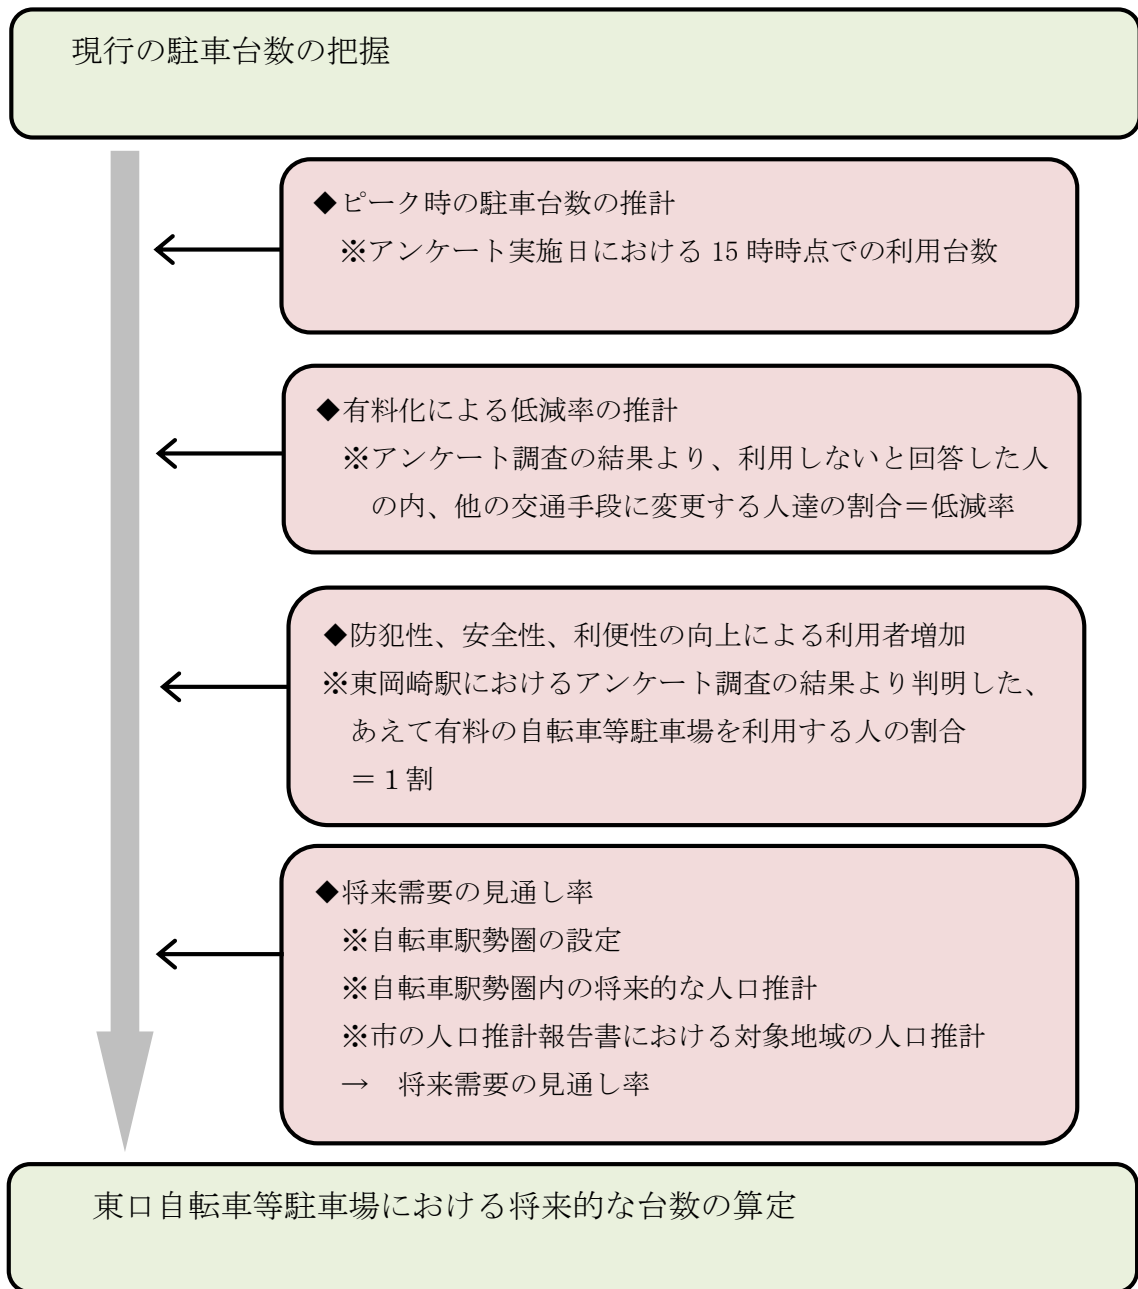 現行の駐車台数の把握
◆ピーク時の駐車台数の推計
※アンケート実施日における 15 時時点での利用台数
◆有料化による低減率の推計
※アンケート調査の結果より、利用しないと回答した人
の内、他の交通手段に変更する人達の割合＝低減率
◆防犯性、安全性、利便性の向上による利用者増加
※東岡崎駅におけるアンケート調査の結果より判明した、
あえて有料の自転車等駐車場を利用する人の割合
＝１割
◆将来需要の見通し率
※自転車駅勢圏の設定
※自転車駅勢圏内の将来的な人口推計
※市の人口推計報告書における対象地域の人口推計
→　将来需要の見通し率
東口自転車等駐車場における将来的な台数の算定